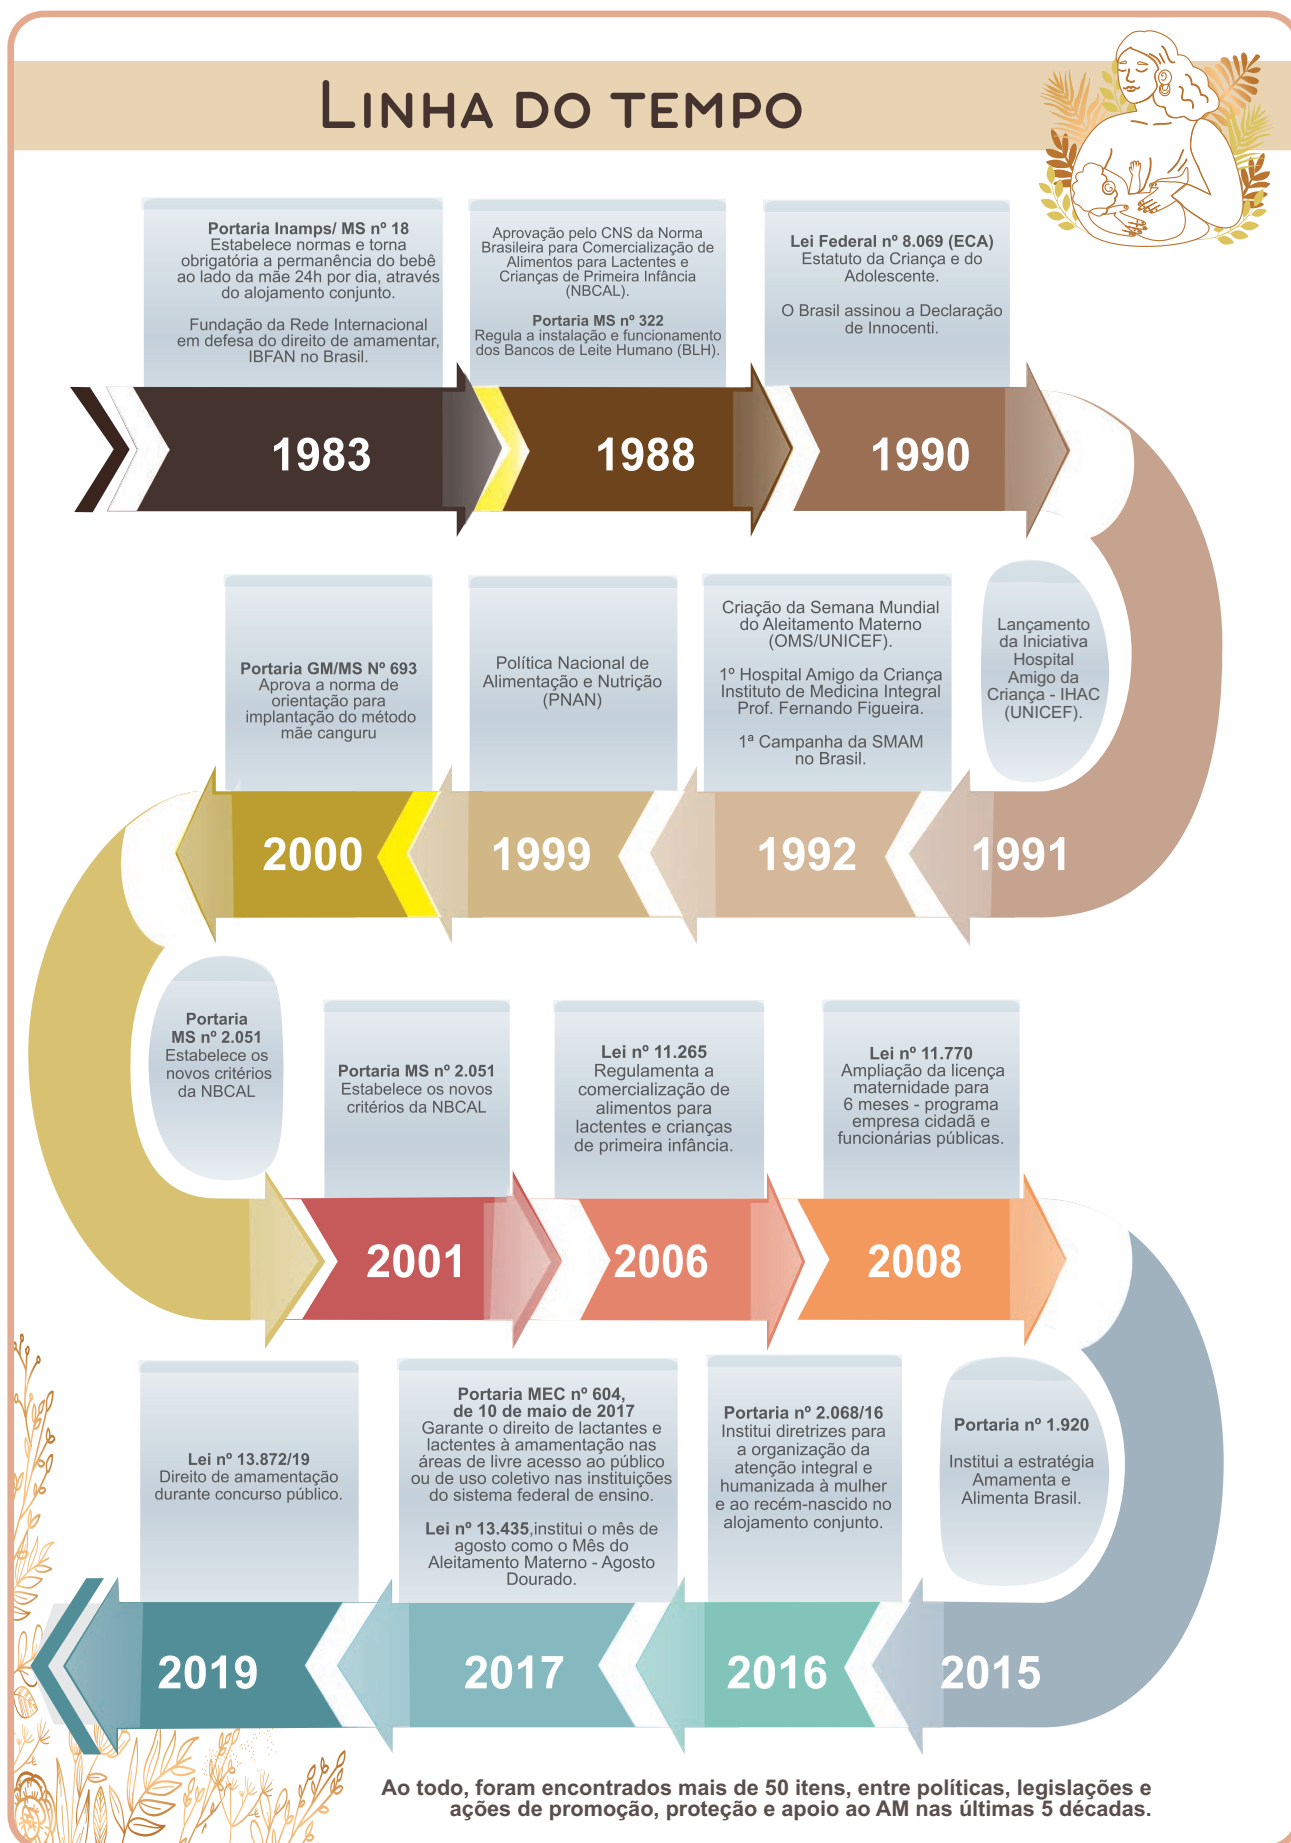 LINHA DO TEMPO
Portaria Inamps/ MS nº 18
Estabelece normas e torna
obrigatória a permanência do bebê
ao lado da mãe 24h por dia, através
do alojamento conjunto.
Fundação da Rede Internacional
em defesa do direito de amamentar,
IBFAN no Brasil.
1983
Aprovação pelo CNS da Norma
Brasileira para Comercialização de
Alimentos para Lactentes e
Crianças de Primeira Infância
(NBCAL).
Portaria MS nº 322
Regula a instalação e funcionamento
dos Bancos de Leite Humano (BLH).
1988
Lei Federal nº 8.069 (ECA)
Estatuto da Criança e do
Adolescente.
O Brasil assinou a Declaração
de Innocenti.
1990
Lançamento
da Iniciativa
Hospital
Amigo da
Criança - IHAC
(UNICEF).
1991
Criação da Semana Mundial
do Aleitamento Materno
(OMS/UNICEF).
1º Hospital Amigo da Criança
Instituto de Medicina Integral
Prof. Fernando Figueira.
1ª Campanha da SMAM
no Brasil.
1992
Política Nacional de
Alimentação e Nutrição
(PNAN)
1999
Portaria GM/MS Nº 693
Aprova a norma de
orientação para
implantação do método
mãe canguru
2000
Portaria
MS nº 2.051
Estabelece os
novos critérios
da NBCAL
Portaria MS nº 2.051
Estabelece os novos
critérios da NBCAL
2001
Lei nº 11.265
Regulamenta a
comercialização de
alimentos para
lactentes e crianças
de primeira infância.
2006
Lei nº 11.770
Ampliação da licença
maternidade para
6 meses - programa
empresa cidadã e
funcionárias públicas.
2008
Portaria nº 1.920
Institui a estratégia
Amamenta e
Alimenta Brasil.
2015
Portaria nº 2.068/16
Institui diretrizes para
a organização da
atenção integral e
humanizada à mulher
e ao recém-nascido no
alojamento conjunto.
2016
Portaria MEC nº 604,
de 10 de maio de 2017
Garante o direito de lactantes e
lactentes à amamentação nas
áreas de livre acesso ao público
ou de uso coletivo nas instituições
do sistema federal de ensino.
Lei nº 13.435,institui o mês de
agosto como o Mês do
Aleitamento Materno - Agosto
Dourado.
2017
Lei nº 13.872/19
Direito de amamentação
durante concurso público.
2019
Ao todo, foram encontrados mais de 50 itens, entre políticas, legislações e
ações de promoção, proteção e apoio ao AM nas últimas 5 décadas.